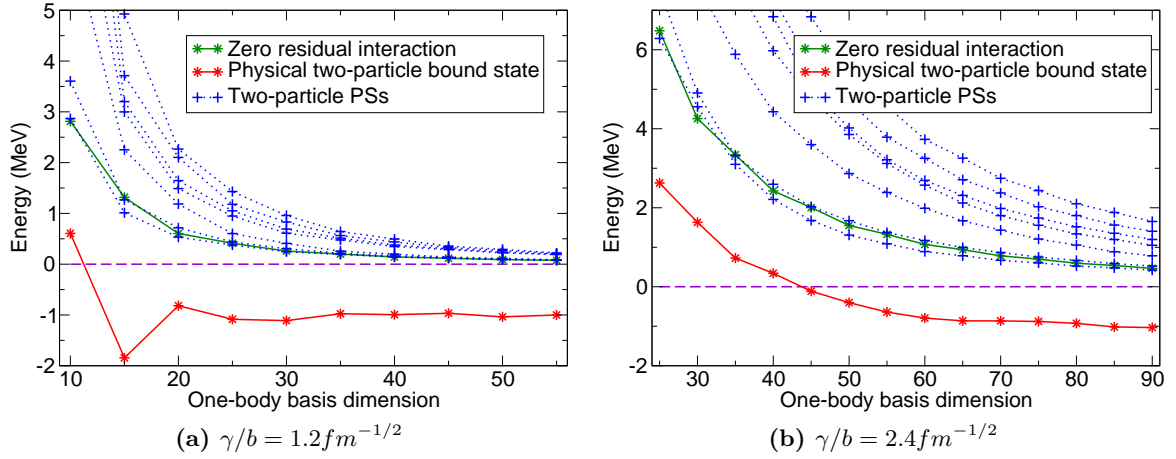 5
4
3
2
1
0
-1
-2
Energy (MeV)
10
20
30
40
50
One-body basis dimension
Zero residual interaction
Physical two-particle bound state
Two-particle PSs
(a) γ/b = 1.2fm^{-1/2}
6
4
2
0
-2
Energy (MeV)
30
40
50
60
70
80
90
One-body basis dimension
Zero residual interaction
Physical two-particle bound state
Two-particle PSs
(b) γ/b = 2.4fm^{-1/2}